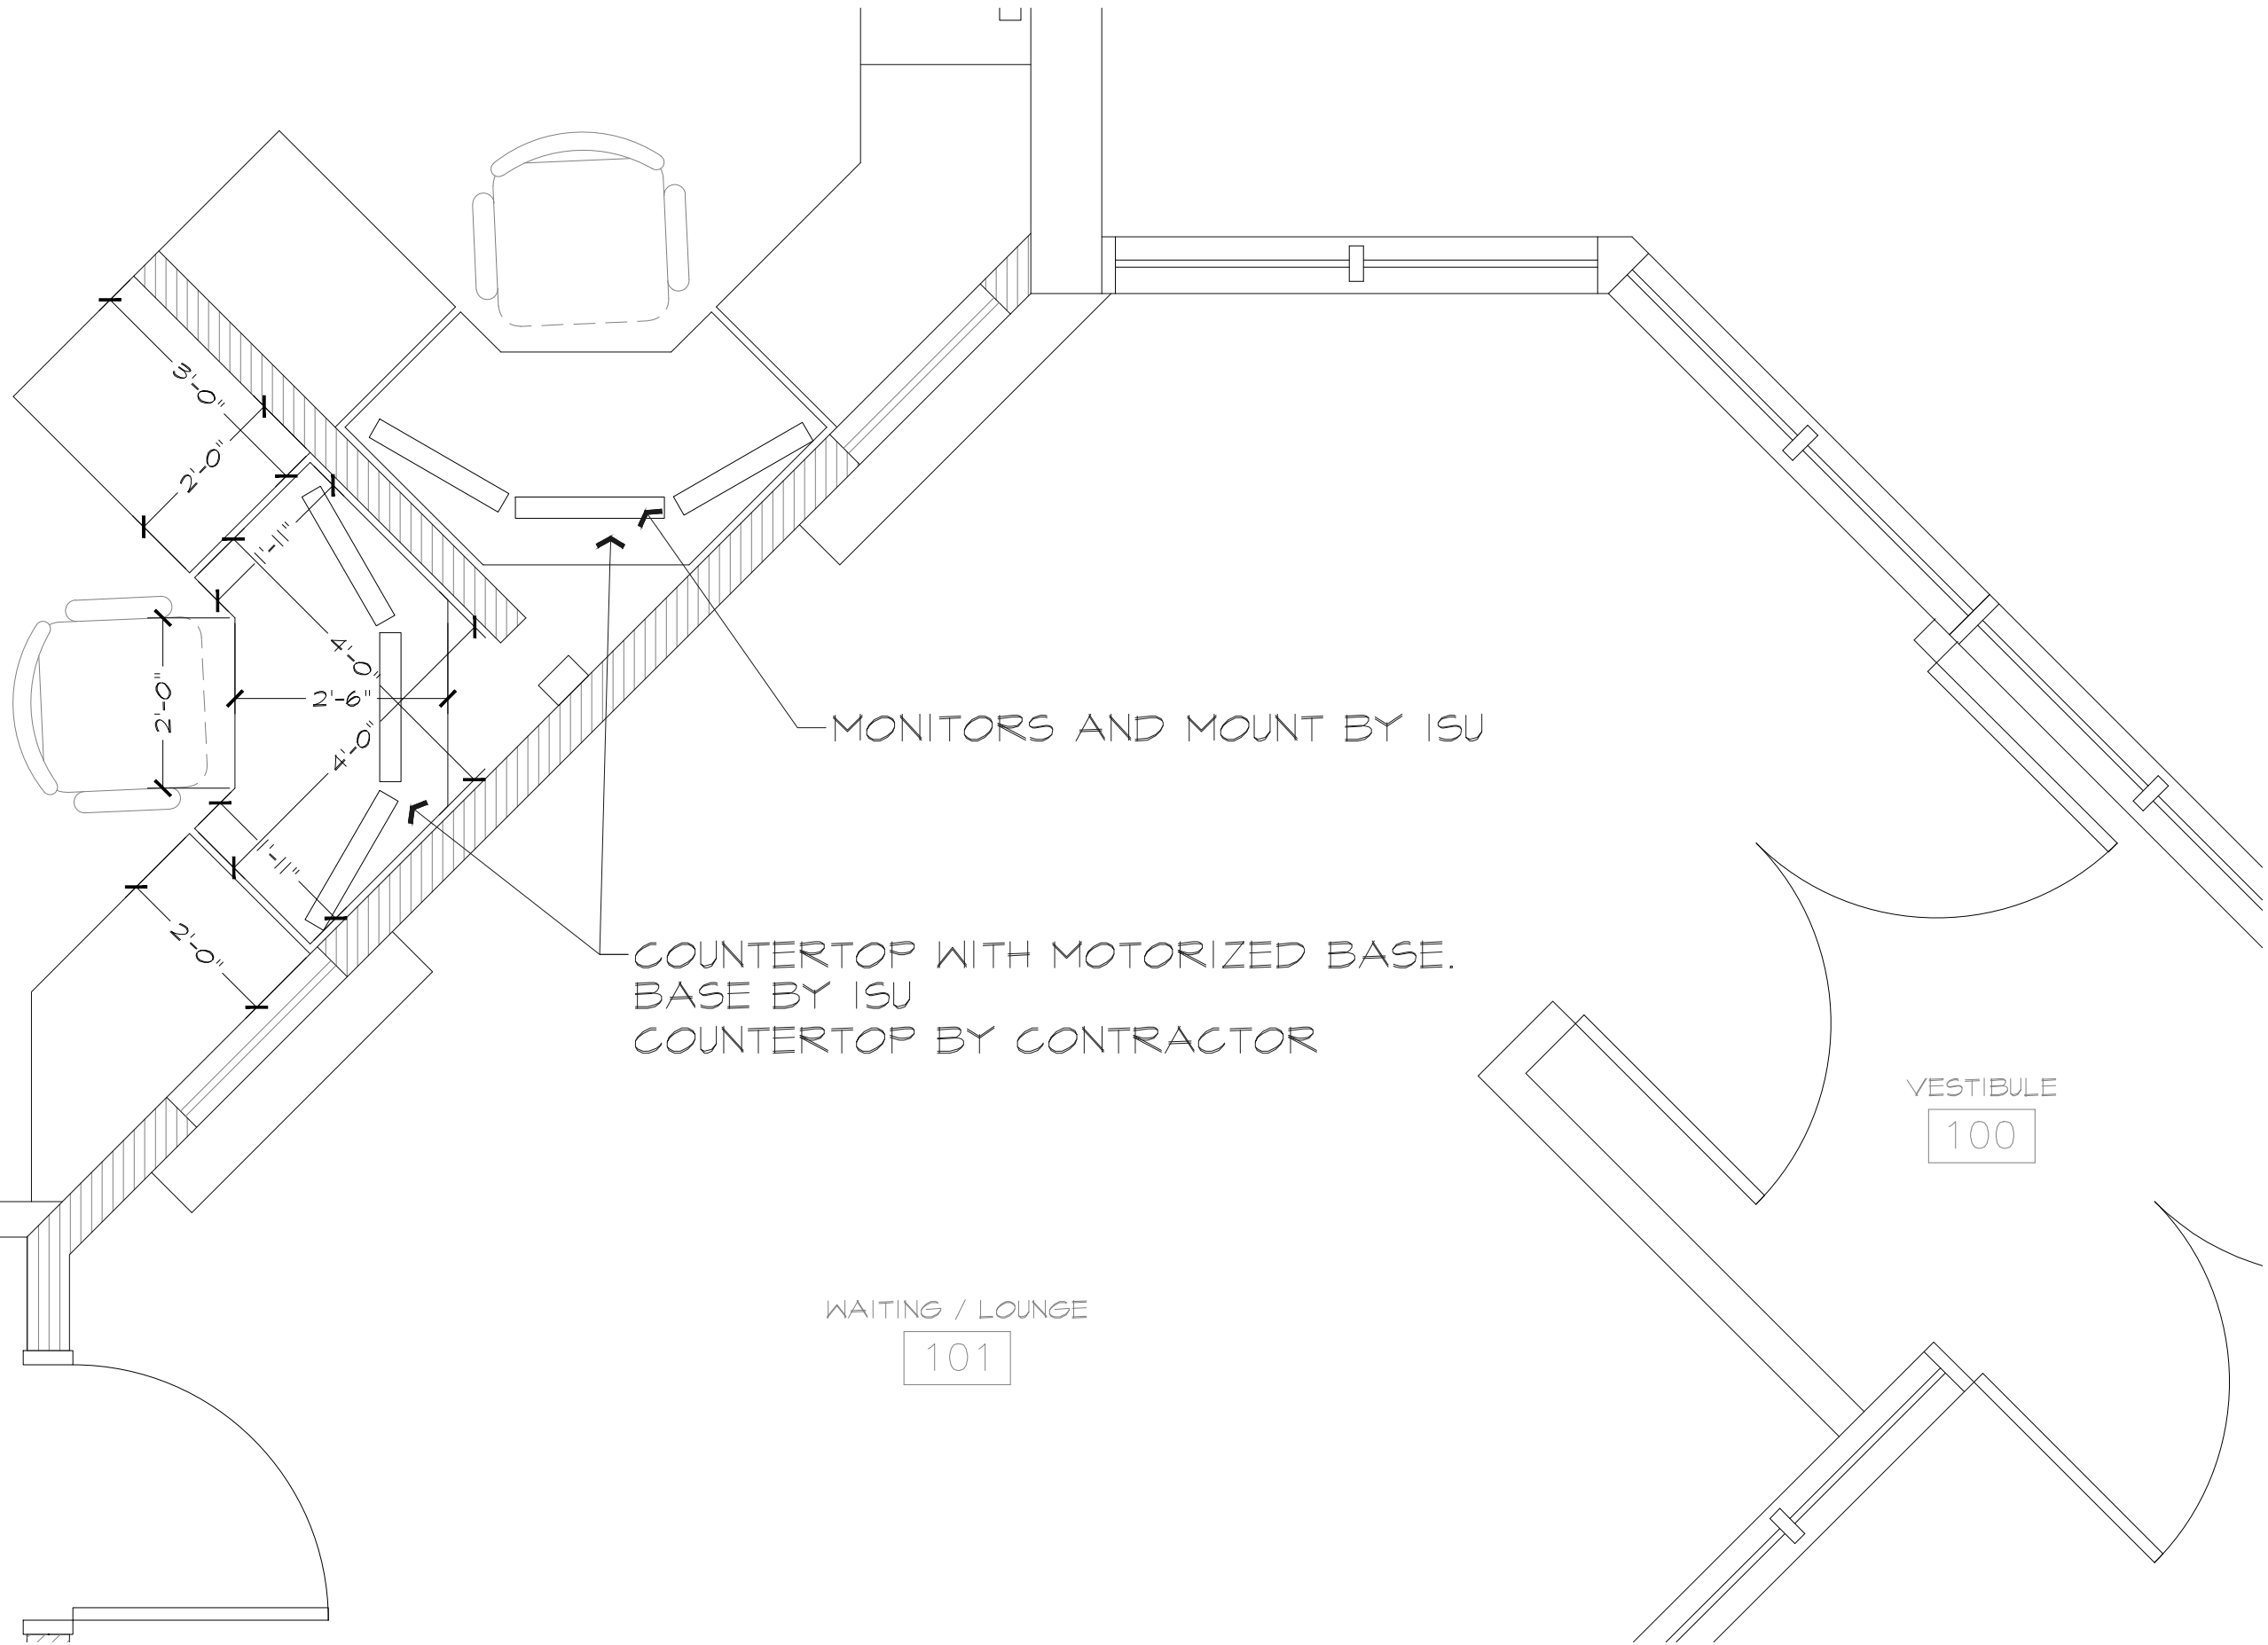 3'-0"
2'-0"
1'-11"
4'-0"
2'-0"
2'-6"
4'-0"
1'-11"
2'-0"
MONITORS AND MOUNT BY ISU
COUNTERTOP WITH MOTORIZED BASE.
BASE BY ISU
COUNTERTOP BY CONTRACTOR
VESTIBULE
100
WAITING / LOUNGE
101